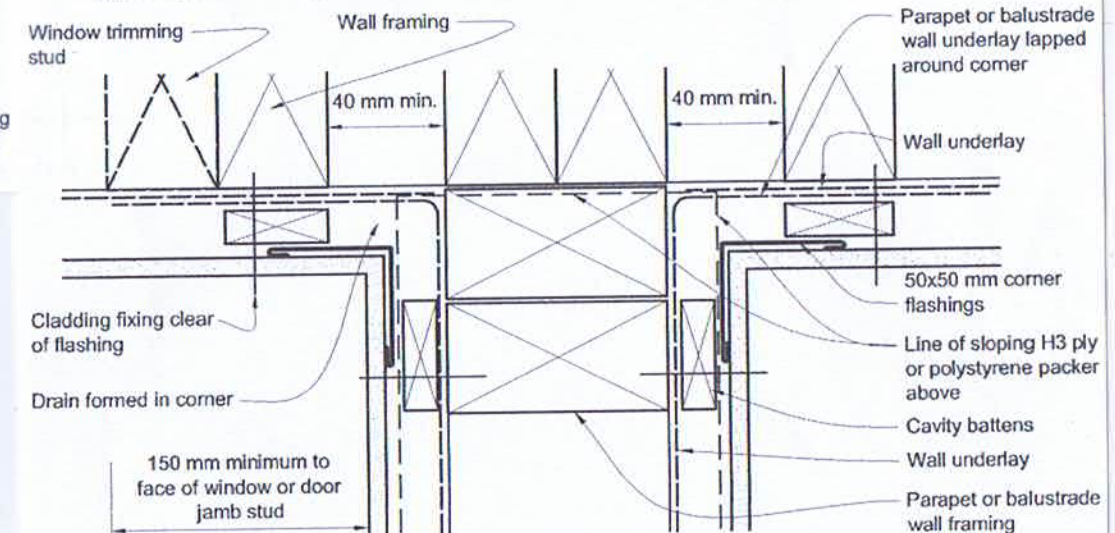 Window trimming
stud
Wall framing
Parapet or balustrade
wall underlay lapped
around corner
40 mm min.
40 mm min.
Wall underlay
50x50 mm corner
flashings
Cladding fixing clear
of flashing
Line of sloping H3 ply
or polystyrene packer
above
Drain formed in corner
Cavity battens
150 mm minimum to
face of window or door
jamb stud
Wall underlay
Parapet or balustrade
wall framing